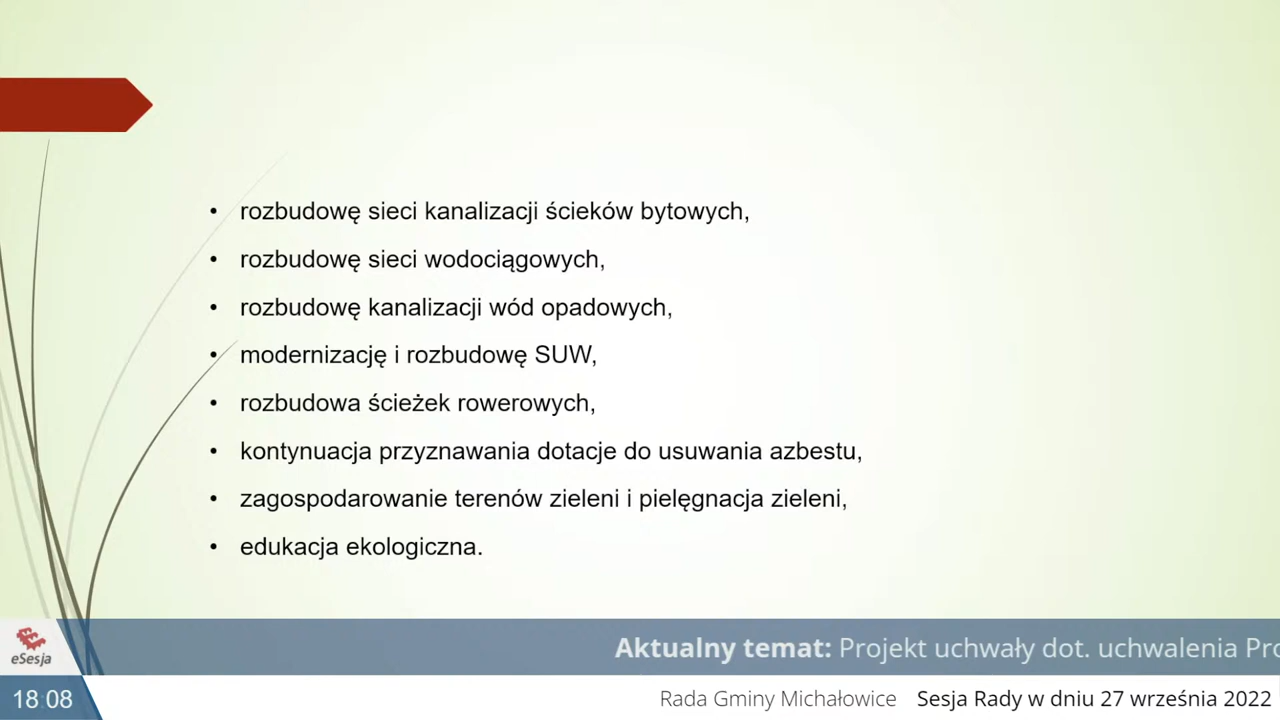 • rozbudowę sieci kanalizacji ścieków bytowych,
• rozbudowę sieci wodociągowych,
• rozbudowę kanalizacji wód opadowych,
• modernizację i rozbudowę SUW,
• rozbudowa ścieżek rowerowych,
• kontynuacja przyznawania dotacje do usuwania azbestu,
• zagospodarowanie terenów zieleni i pielęgnacja zieleni,
• edukacja ekologiczna.
eSesja
Aktualny temat: Projekt uchwały dot. uchwalenia Pro
18:08
Rada Gminy Michałowice Sesja Rady w dniu 27 września 2022